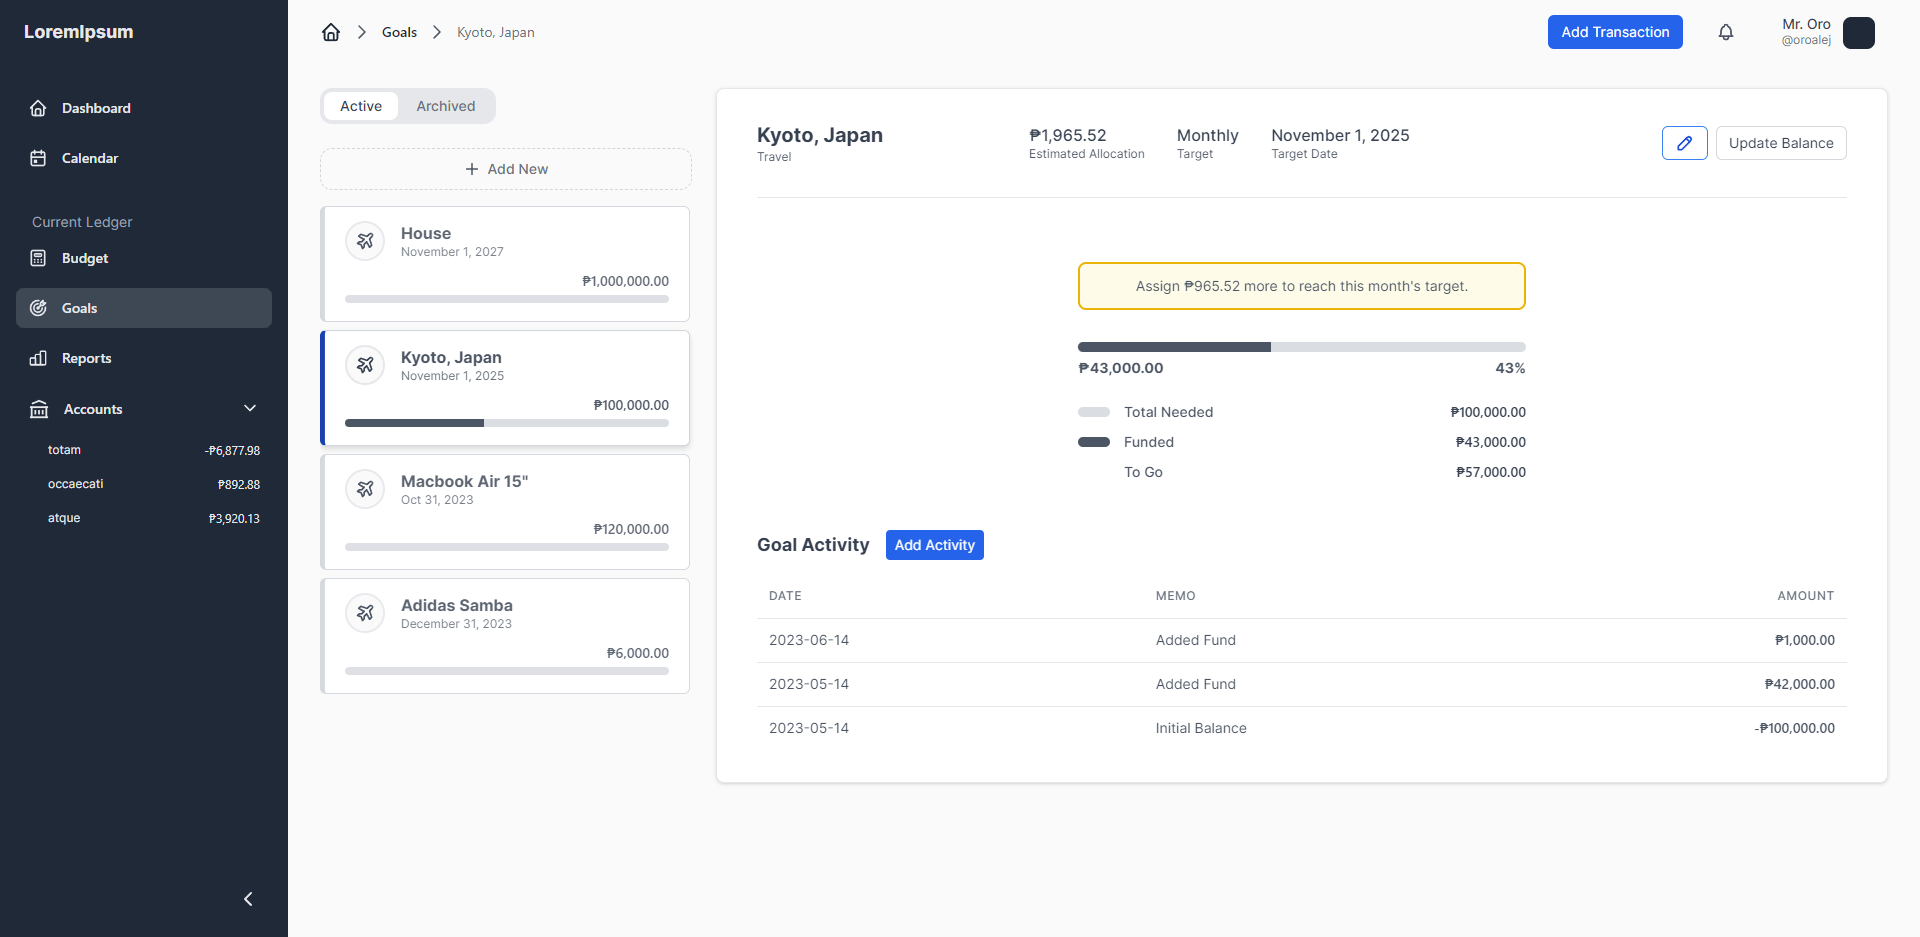 LoremIpsum
Dashboard
Calendar
Current Ledger
Budget
Goals
Reports
Accounts
totam -₱6,877.98
occaecati ₱892.88
atque ₱3,920.13
Goals Kyoto, Japan
Add Transaction
Mr. Oro
@oroalej
Active Archived
Add New
House
November 1, 2027
₱1,000,000.00
Kyoto, Japan
November 1, 2025
₱100,000.00
Macbook Air 15"
Oct 31, 2023
₱120,000.00
Adidas Samba
December 31, 2023
₱6,000.00
Kyoto, Japan
Travel
₱1,965.52
Estimated Allocation
Monthly
Target
November 1, 2025
Target Date
Update Balance
Assign ₱965.52 more to reach this month's target.
₱43,000.00 43%
Total Needed ₱100,000.00
Funded ₱43,000.00
To Go ₱57,000.00
Goal Activity Add Activity
DATE MEMO AMOUNT
2023-06-14 Added Fund ₱1,000.00
2023-05-14 Added Fund ₱42,000.00
2023-05-14 Initial Balance -₱100,000.00